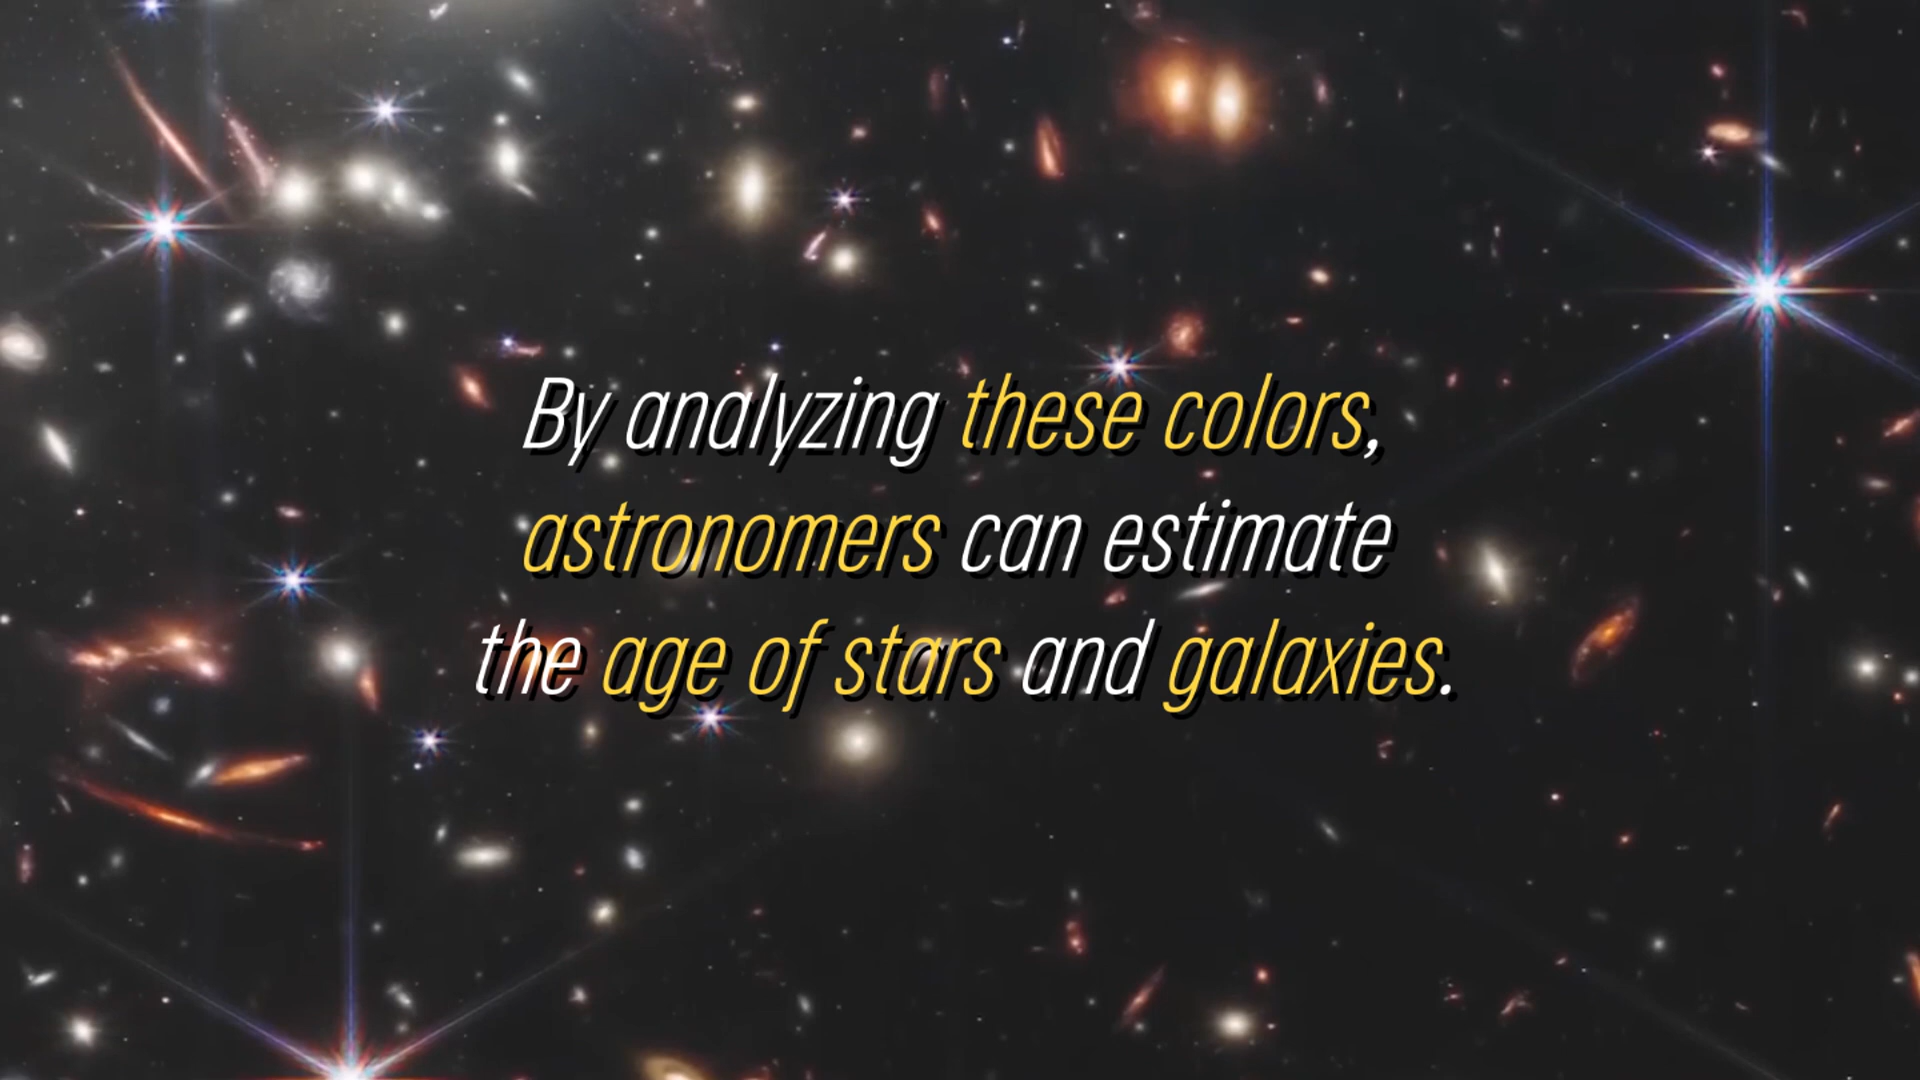 By analyzing these colors,
astronomers can estimate
the age of stars and galaxies.